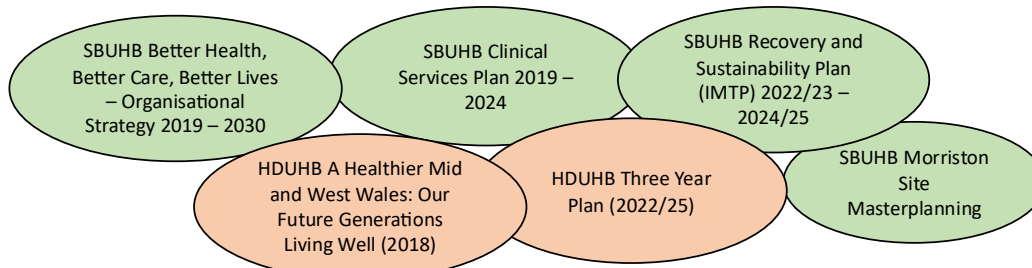 SBUHB Better Health,
Better Care, Better Lives
– Organisational
Strategy 2019 – 2030
SBUHB Clinical
Services Plan 2019 –
2024
SBUHB Recovery and
Sustainability Plan
(IMTP) 2022/23 –
2024/25
HDUHB A Healthier Mid
and West Wales: Our
Future Generations
Living Well (2018)
HDUHB Three Year
Plan (2022/25)
SBUHB Morriston
Site
Masterplanning